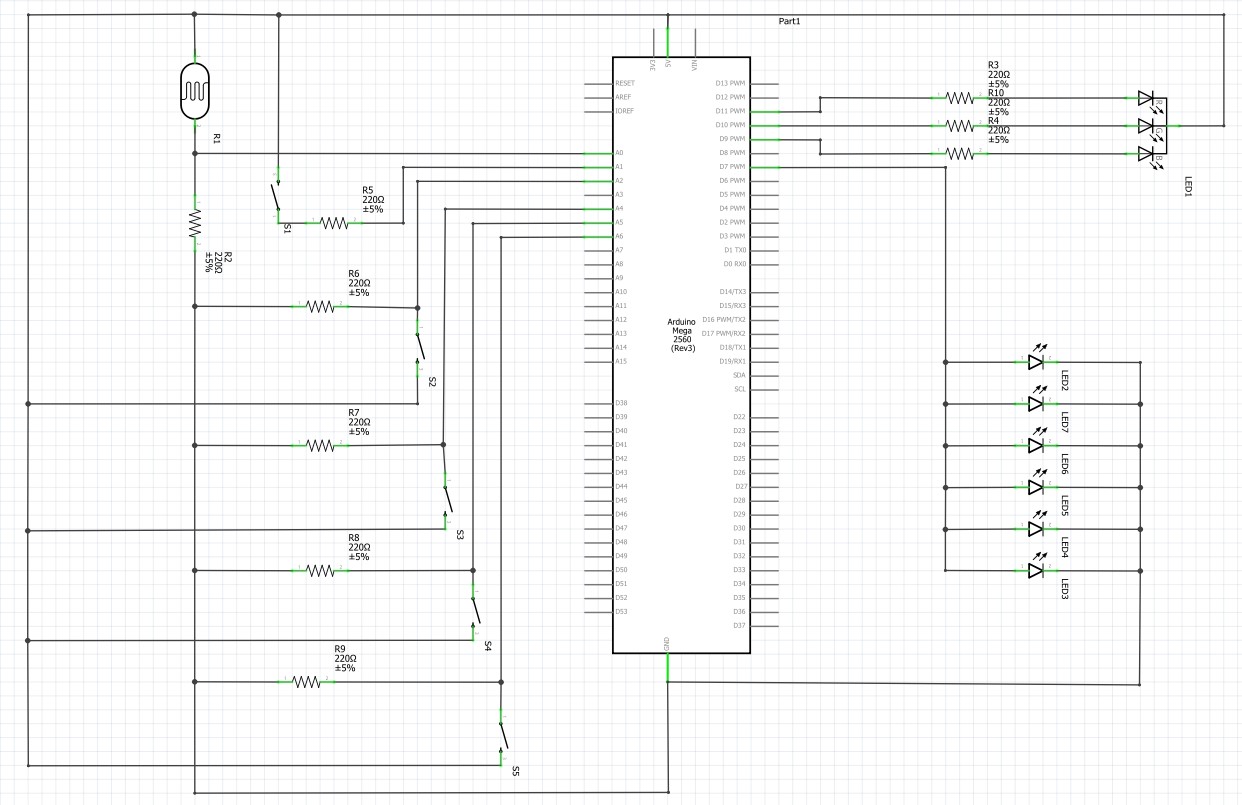 Part1
3V3
5V
VIN
RESET
AREF
IOREF
A0
A1
A2
A3
A4
A5
A6
A7
A8
A9
A10
A11
A12
A13
A14
A15
D38
D39
D40
D41
D42
D43
D44
D45
D46
D47
D48
D49
D50
D51
D52
D53
Arduino
Mega
2560
(Rev3)
D13 PWM
D12 PWM
D11 PWM
D10 PWM
D9 PWM
D8 PWM
D7 PWM
D6 PWM
D5 PWM
D4 PWM
D2 PWM
D3 PWM
D1 TX0
D0 RX0
D14/TX3
D15/RX3
D16 PWM/TX2
D17 PWM/RX2
D18/TX1
D19/RX1
SDA
SCL
D22
D23
D24
D25
D26
D27
D28
D29
D30
D31
D32
D33
D34
D35
D36
D37
GND
R1
R2
220Ω
±5%
S1
R5
220Ω
±5%
R6
220Ω
±5%
S2
R7
220Ω
±5%
S3
R8
220Ω
±5%
S4
R9
220Ω
±5%
S5
R3
220Ω
±5%
R10
220Ω
±5%
R4
220Ω
±5%
R
G
B
LED1
LED2
LED7
LED6
LED5
LED4
LED3